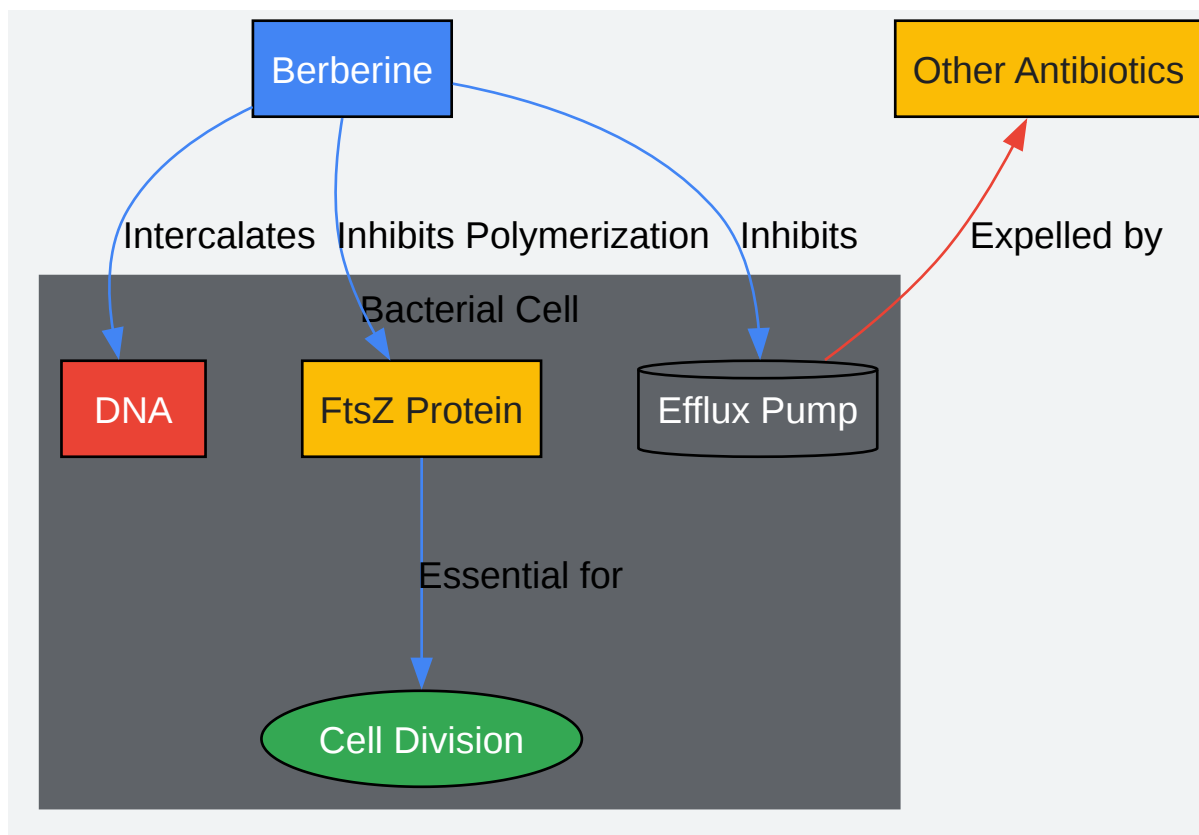 Berberine
Other Antibiotics
Intercalates
Inhibits Polymerization
Inhibits
Expelled by
Bacterial Cell
DNA
FtsZ Protein
Efflux Pump
Essential for
Cell Division